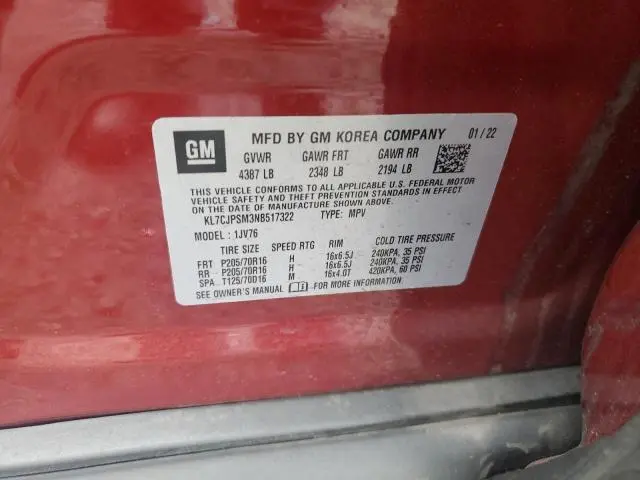 GM
MFD BY GM KOREA COMPANY 01 / 22
GVWR GAWR FRT GAWR RR
4387 LB 2348 LB 2194 LB
THIS VEHICLE CONFORMS TO ALL APPLICABLE U.S. FEDERAL MOTOR
VEHICLE SAFETY AND THEFT PREVENTION STANDARDS IN EFFECT
ON THE DATE OF MANUFACTURE SHOWN ABOVE.
KL7CJPSM3NB517322 TYPE: MPV
MODEL : 1JV76
TIRE SIZE SPEED RTG RIM COLD TIRE PRESSURE
FRT P205/70R16 H 16x6.5J 240KPA, 35 PSI
RR P205/70R16 H 16x6.5J 240KPA, 35 PSI
SPA T125/70D16 M 16x4.0T 420KPA, 60 PSI
SEE OWNER'S MANUAL FOR MORE INFORMATION